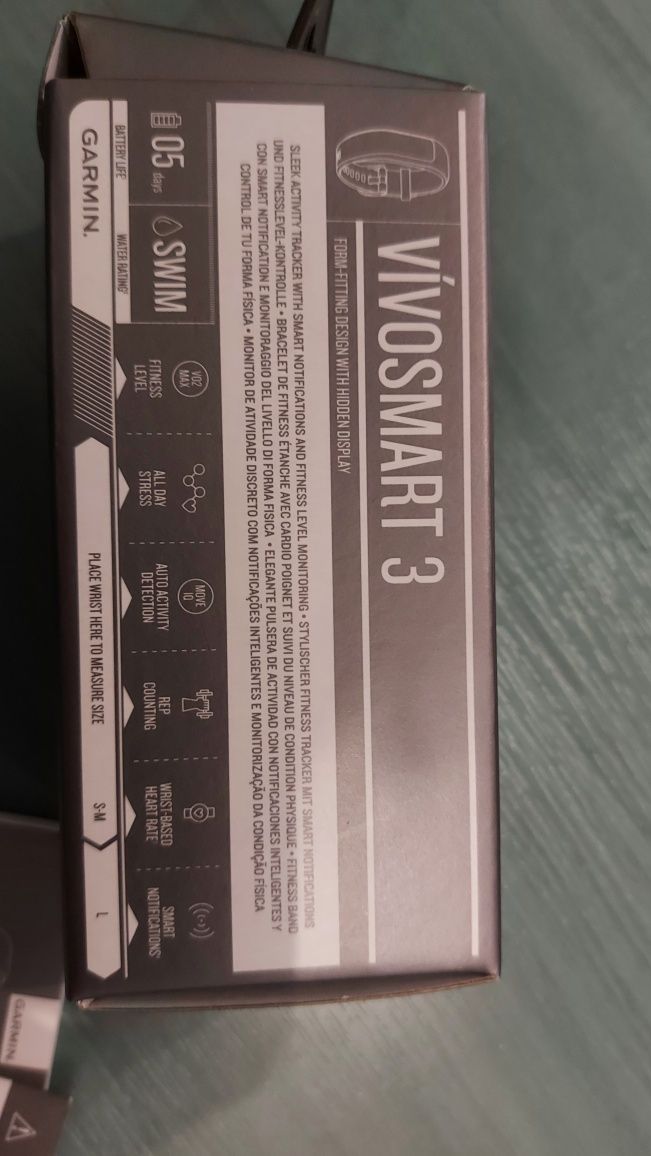 VÍVOSMART 3
FORM-FITTING DESIGN WITH HIDDEN DISPLAY
SLEEK ACTIVITY TRACKER WITH SMART NOTIFICATIONS AND FITNESS LEVEL MONITORING • STYLISCHER FITNESS TRACKER MIT SMART NOTIFICATIONS
UND FITNESSLEVEL-KONTROLLE • BRACELET DE FITNESS ÉTANCHE AVEC CARDIO POIGNET ET SUIVI DU NIVEAU DE CONDITION PHYSIQUE • FITNESS BAND
CON SMART NOTIFICATION E MONITORAGGIO DEL LIVELLO DI FORMA FISICA • ELEGANTE PULSERA DE ACTIVIDAD CON NOTIFICACIONES INTELIGENTES Y
CONTROL DE TU FORMA FÍSICA • MONITOR DE ATIVIDADE DISCRETO COM NOTIFICAÇÕES INTELIGENTES E MONITORIZAÇÃO DA CONDIÇÃO FÍSICA
05 days
BATTERY LIFE
SWIM
WATER RATING
VO2
MAX
FITNESS
LEVEL
ALL DAY
STRESS
MOVE
IQ
AUTO ACTIVITY
DETECTION
REP
COUNTING
WRIST-BASED
HEART RATE
SMART
NOTIFICATIONS
GARMIN.
PLACE WRIST HERE TO MEASURE SIZE
S-M
L
GARMIN.